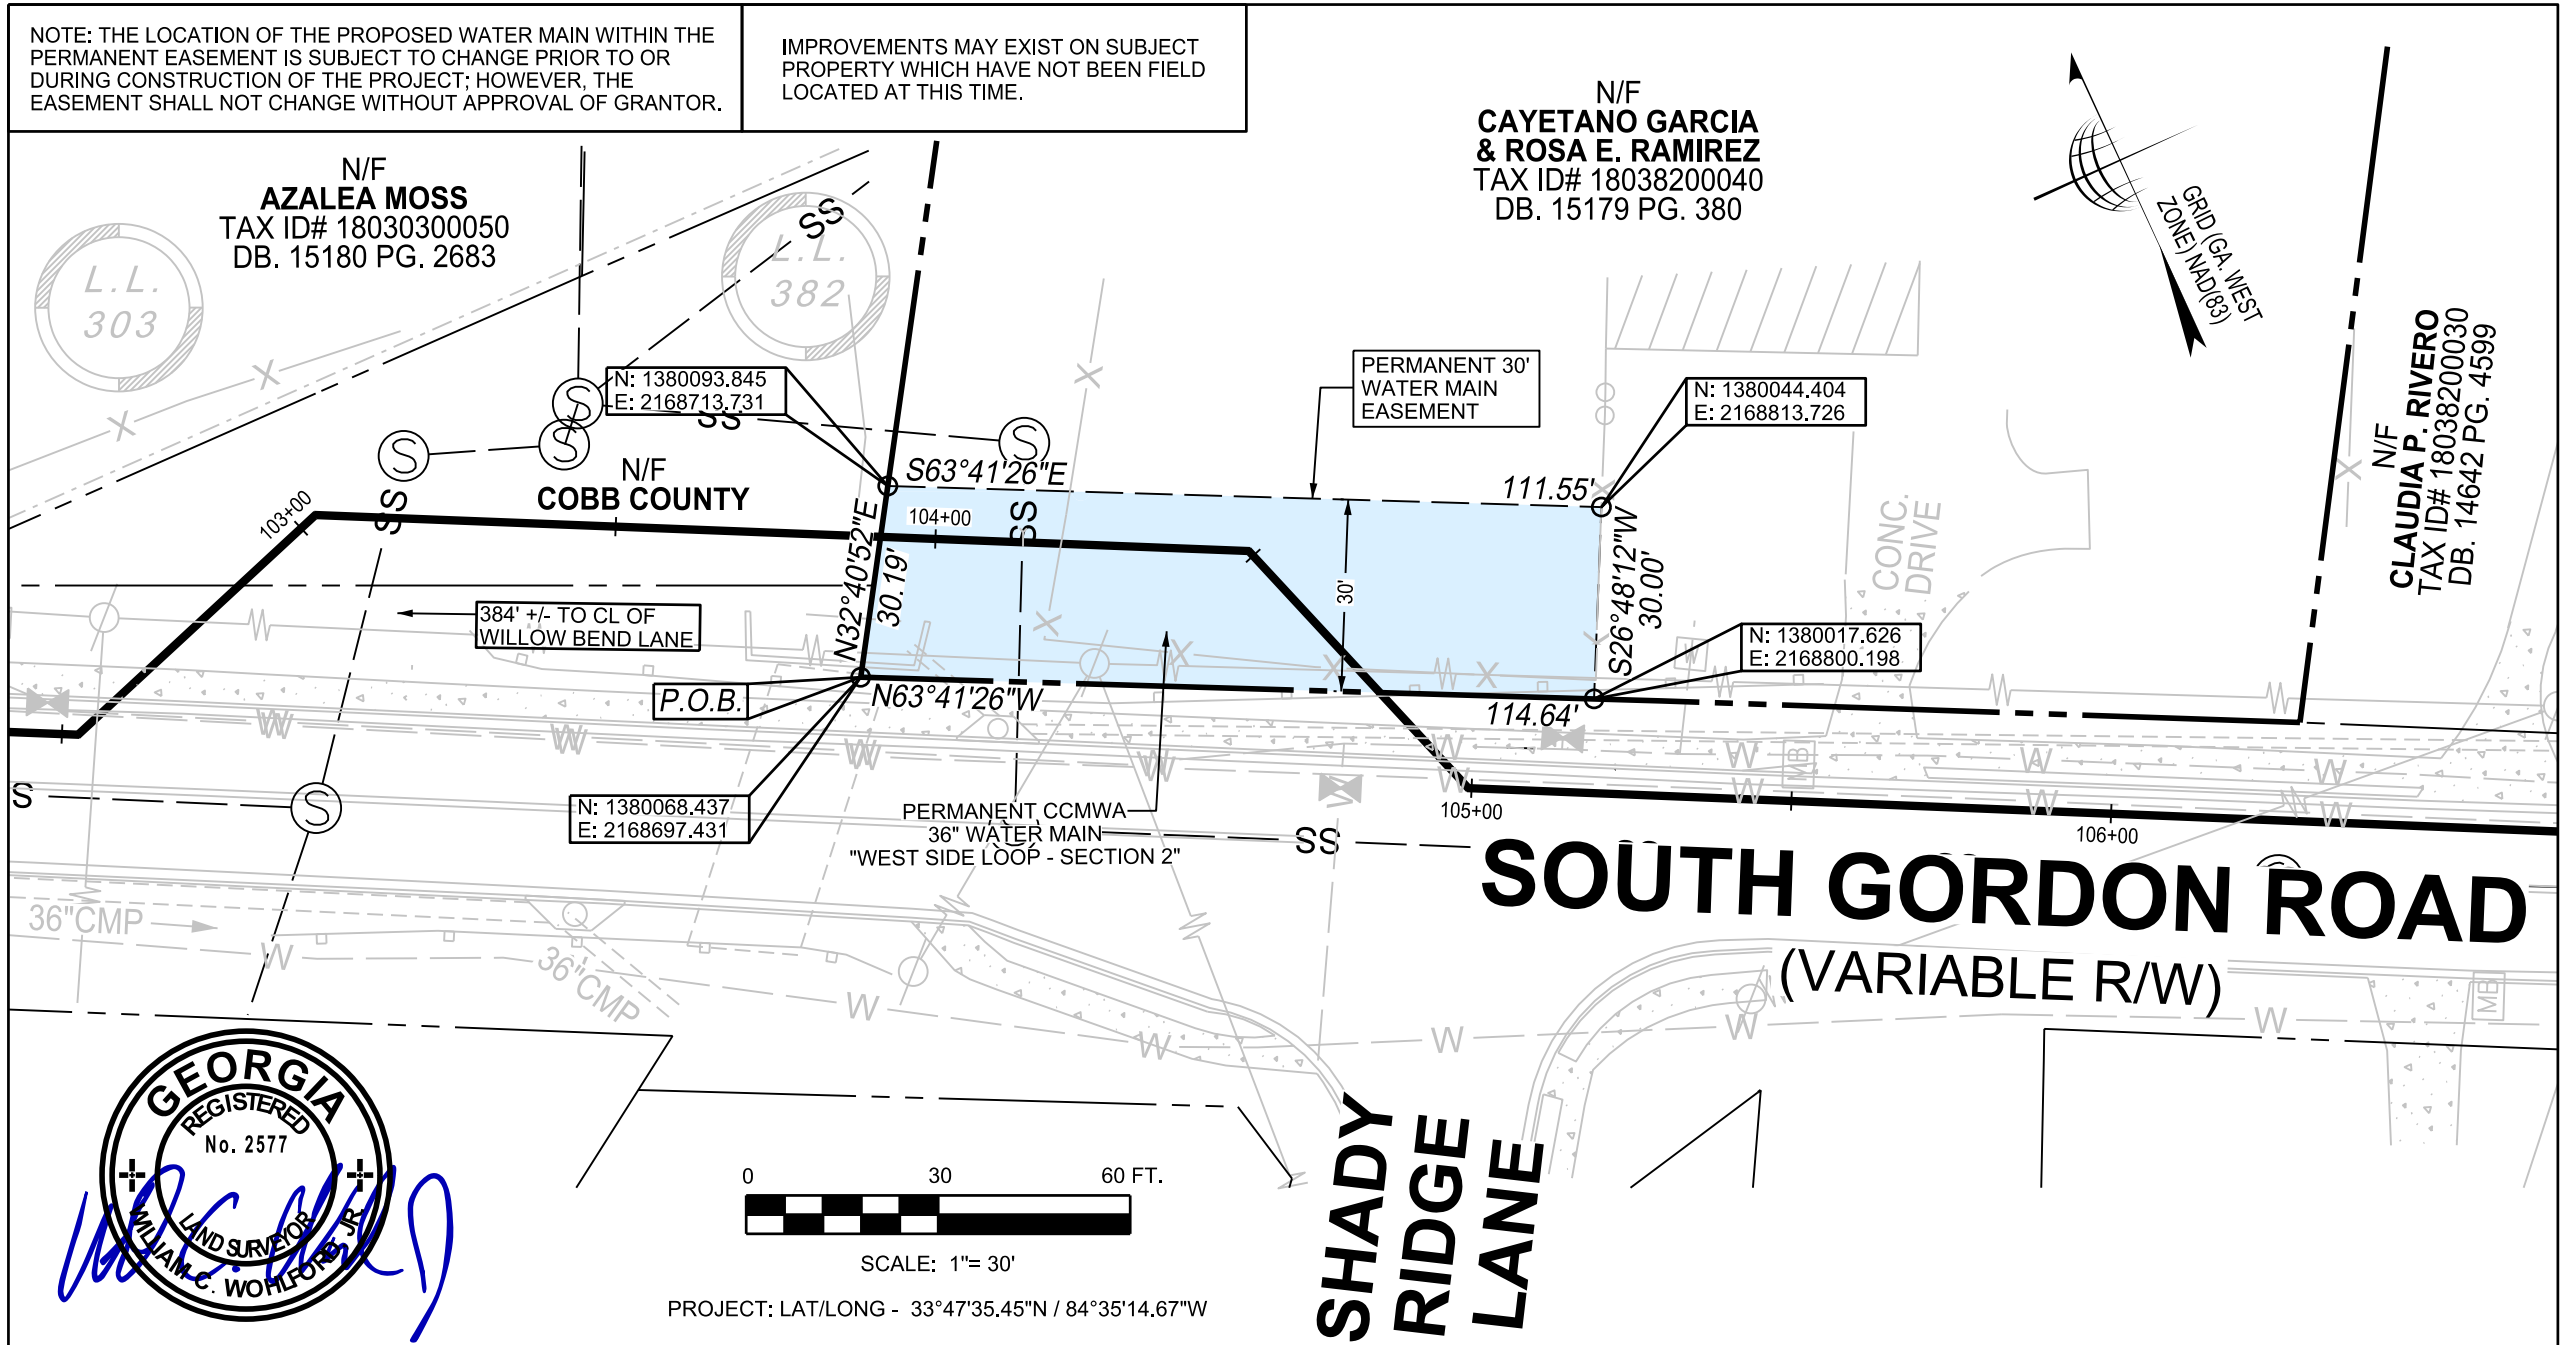 NOTE: THE LOCATION OF THE PROPOSED WATER MAIN WITHIN THE
PERMANENT EASEMENT IS SUBJECT TO CHANGE PRIOR TO OR
DURING CONSTRUCTION OF THE PROJECT; HOWEVER, THE
EASEMENT SHALL NOT CHANGE WITHOUT APPROVAL OF GRANTOR.
IMPROVEMENTS MAY EXIST ON SUBJECT
PROPERTY WHICH HAVE NOT BEEN FIELD
LOCATED AT THIS TIME.
N/F
AZALEA MOSS
TAX ID# 18030300050
DB. 15180 PG. 2683
N/F
CAYETANO GARCIA
& ROSA E. RAMIREZ
TAX ID# 18038200040
DB. 15179 PG. 380
GRID (GA. WEST
ZONE) NAD(83)
N/F
CLAUDIA P. RIVERO
TAX ID# 18038200030
DB. 14642 PG. 4599
L.L.
303
L.L.
382
SS
X
X
X
N: 1380093.845
E: 2168713.731
SS
PERMANENT 30'
WATER MAIN
EASEMENT
N: 1380044.404
E: 2168813.726
S
S
S
S
N/F
COBB COUNTY
S63°41'26"E
111.55'
X
X
103+00
SS
104+00
SS
N32°40'52"E
30.19'
30'
S26°48'12"W
30.00'
CONC.
DRIVE
384' +/- TO CL OF
WILLOW BEND LANE
X
X
X
X
X
W
N: 1380017.626
E: 2168800.198
P.O.B.
N63°41'26"W
114.64'
W
W
W
W
W
W
W
W
W
MB
W
W
W
W
S
S
N: 1380068.437
E: 2168697.431
PERMANENT CCMWA
36" WATER MAIN
"WEST SIDE LOOP - SECTION 2"
SS
105+00
106+00
SOUTH GORDON ROAD
(VARIABLE R/W)
36"CMP
W
36"CMP
W
W
W
W
W
MB
GEORGIA
REGISTERED
No. 2577
LAND SURVEYOR
WILLIAM C. WOHLFORD, JR.
0 30 60 FT.
SCALE: 1"= 30'
PROJECT: LAT/LONG - 33°47'35.45"N / 84°35'14.67"W
SHADY
RIDGE
LANE